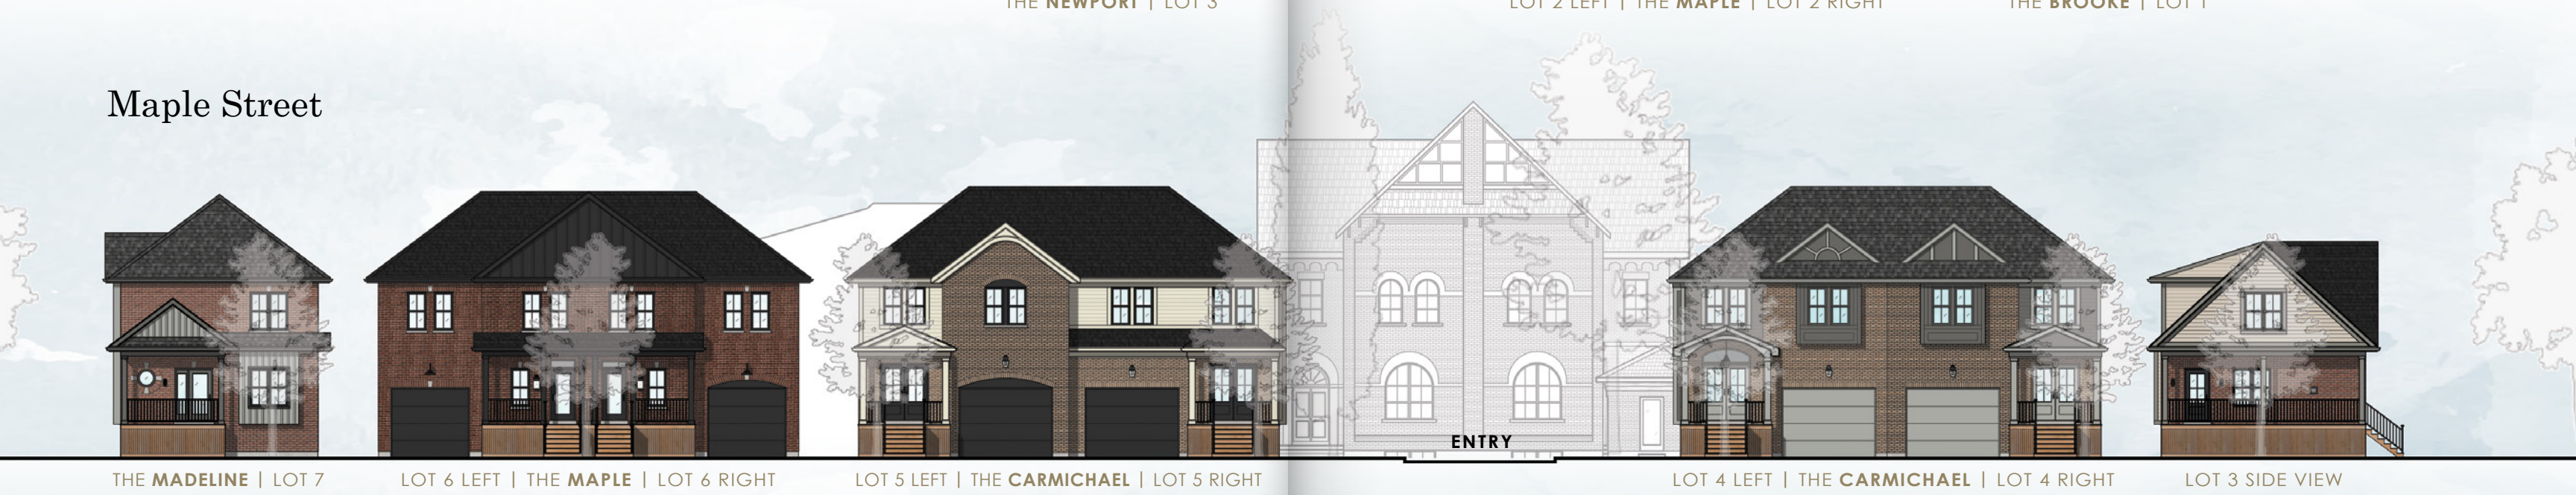 THE NEWPORT | LOT 3
LOT 2 LEFT | THE MAPLE | LOT 2 RIGHT
THE BROOKE | LOT 1
Maple Street
ENTRY
THE MADELINE | LOT 7
LOT 6 LEFT | THE MAPLE | LOT 6 RIGHT
LOT 5 LEFT | THE CARMICHAEL | LOT 5 RIGHT
LOT 4 LEFT | THE CARMICHAEL | LOT 4 RIGHT
LOT 3 SIDE VIEW